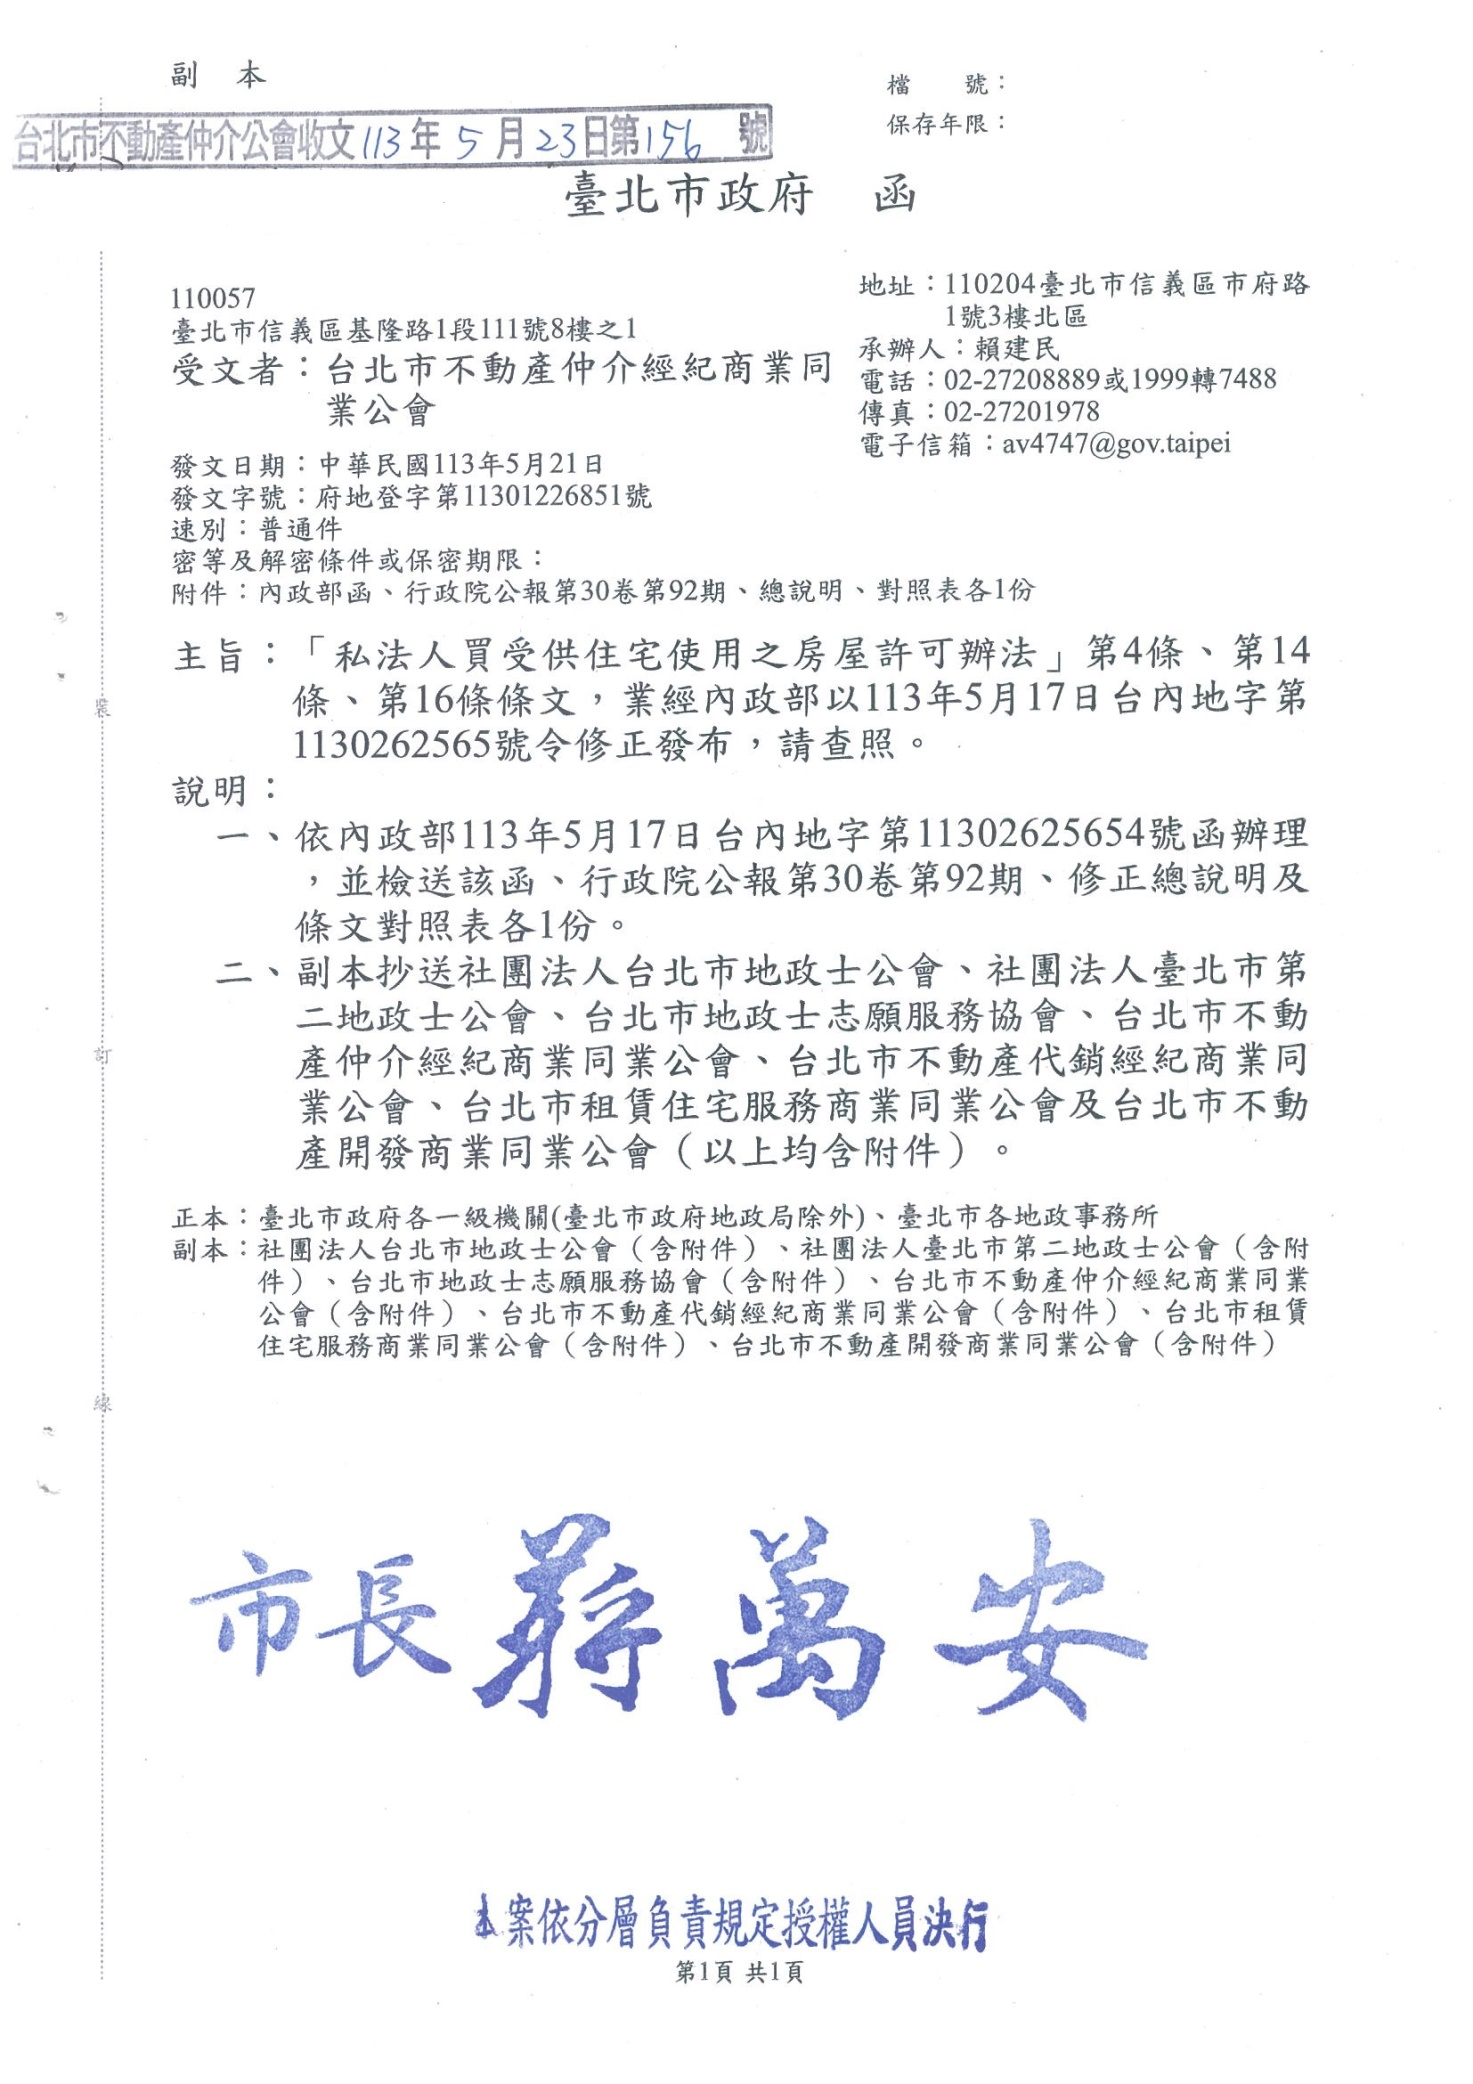 副　本
檔　　號：
保存年限：
台北市不動產仲介公會收文113年5月23日第156號
臺北市政府　函
地址：110204臺北市信義區市府路
1號3樓北區
承辦人：賴建民
電話：02-27208889或1999轉7488
傳真：02-27201978
電子信箱：av4747@gov.taipei
110057
臺北市信義區基隆路1段111號8樓之1
受文者：台北市不動產仲介經紀商業同
業公會
發文日期：中華民國113年5月21日
發文字號：府地登字第11301226851號
速別：普通件
密等及解密條件或保密期限：
附件：內政部函、行政院公報第30卷第92期、總說明、對照表各1份
主旨：「私法人買受供住宅使用之房屋許可辦法」第4條、第14
條、第16條條文，業經內政部以113年5月17日台內地字第
1130262565號令修正發布，請查照。
說明：
一、依內政部113年5月17日台內地字第11302625654號函辦理
，並檢送該函、行政院公報第30卷第92期、修正總說明及
條文對照表各1份。
二、副本抄送社團法人台北市地政士公會、社團法人臺北市第
二地政士公會、台北市地政士志願服務協會、台北市不動
產仲介經紀商業同業公會、台北市不動產代銷經紀商業同
業公會、台北市租賃住宅服務商業同業公會及台北市不動
產開發商業同業公會（以上均含附件）。
正本：臺北市政府各一級機關(臺北市政府地政局除外)、臺北市各地政事務所
副本：社團法人台北市地政士公會（含附件）、社團法人臺北市第二地政士公會（含附
件）、台北市地政士志願服務協會（含附件）、台北市不動產仲介經紀商業同業
公會（含附件）、台北市不動產代銷經紀商業同業公會（含附件）、台北市租賃
住宅服務商業同業公會（含附件）、台北市不動產開發商業同業公會（含附件）
裝
訂
線
市長蔣萬安
本案依分層負責規定授權人員決行
第1頁 共1頁